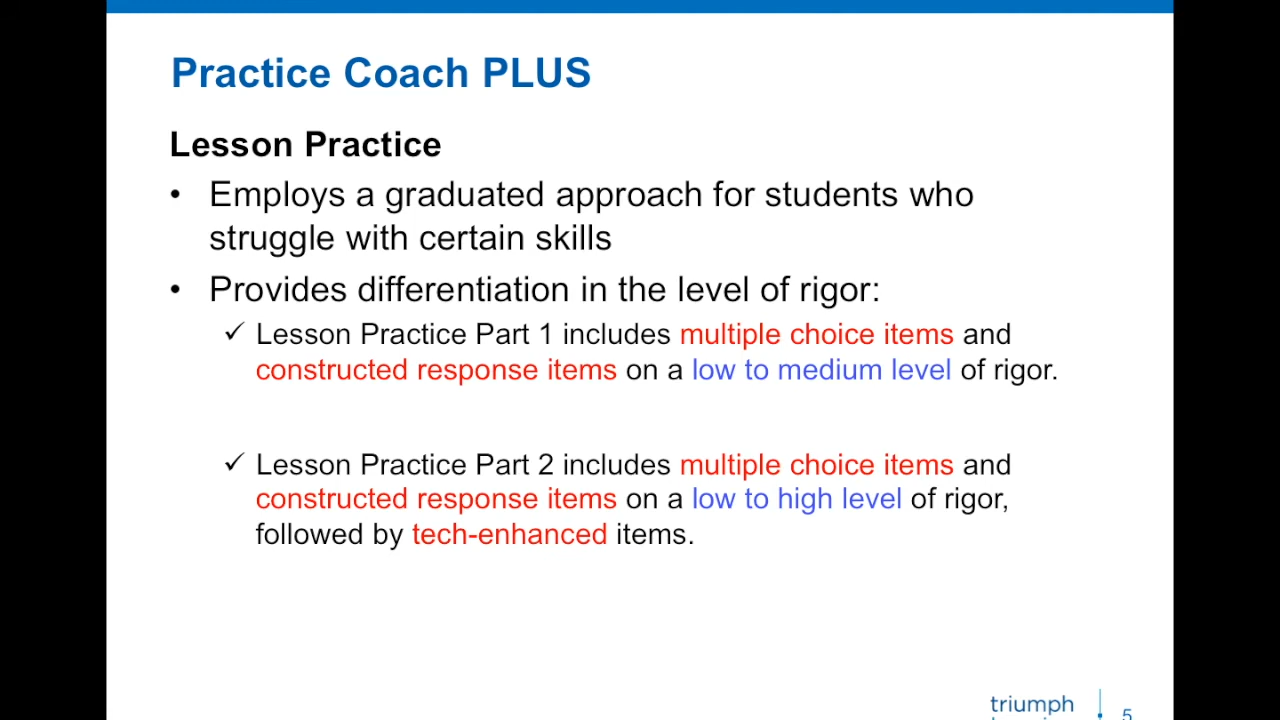 Practice Coach PLUS
Lesson Practice
• Employs a graduated approach for students who
struggle with certain skills
• Provides differentiation in the level of rigor:
✓ Lesson Practice Part 1 includes multiple choice items and
constructed response items on a low to medium level of rigor.
✓ Lesson Practice Part 2 includes multiple choice items and
constructed response items on a low to high level of rigor,
followed by tech-enhanced items.
triumph
5